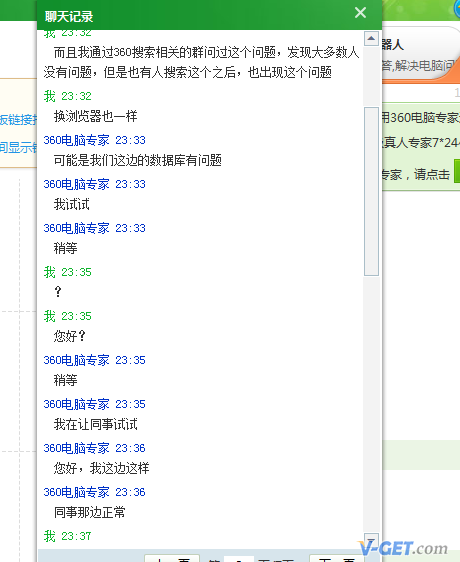 聊天记录
我 23:32
而且我通过360搜索相关的群问过这个问题，发现大多数人
没有问题，但是也有人搜索这个之后，也出现这个问题
我 23:32
换浏览器也一样
360电脑专家 23:33
可能是我们这边的数据库有问题
360电脑专家 23:33
我试试
360电脑专家 23:33
稍等
我 23:35
？
我 23:35
您好？
360电脑专家 23:35
稍等
360电脑专家 23:35
我在让同事试试
360电脑专家 23:36
您好，我这边这样
360电脑专家 23:36
同事那边正常
我 23:37
器人
答,解决电脑问
用360电脑专家
真人专家7*24
专家，请点击
板链接打
间显示错
V-GET.com